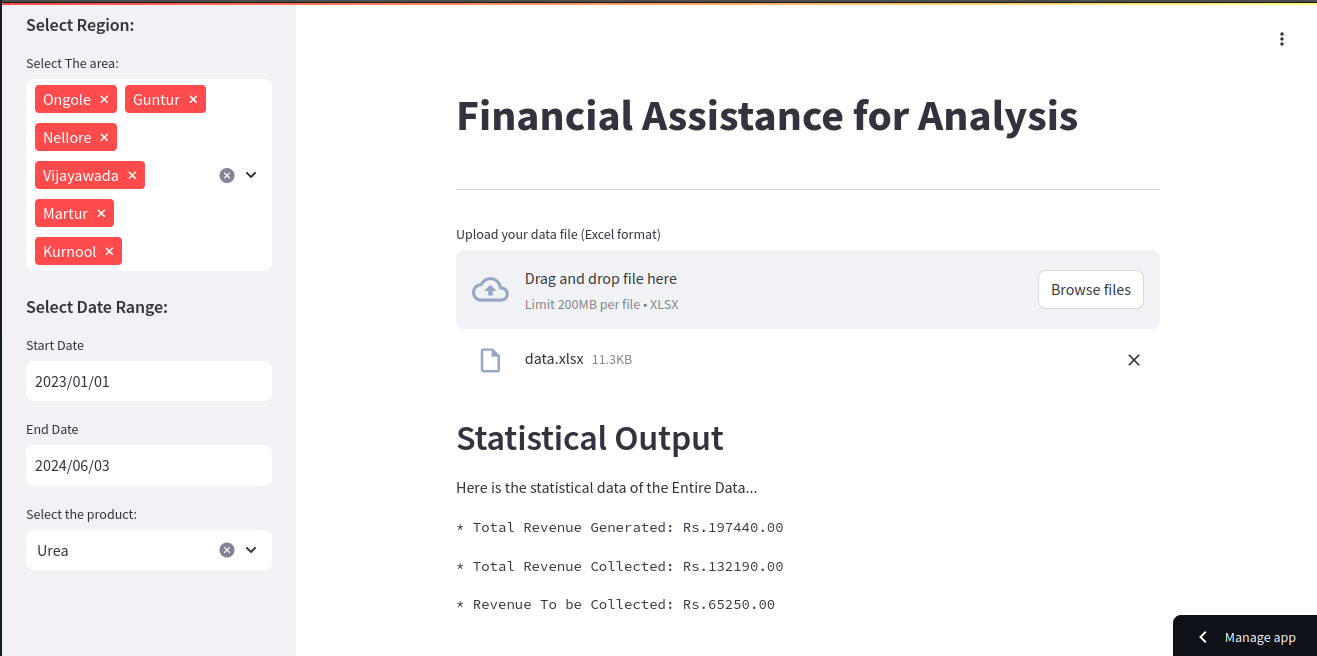 Select Region:
Select The area:
Ongole × Guntur ×
Nellore ×
Vijayawada ×
Martur ×
Kurnool ×
Select Date Range:
Start Date
2023/01/01
End Date
2024/06/03
Select the product:
Urea
Financial Assistance for Analysis
Upload your data file (Excel format)
Drag and drop file here
Limit 200MB per file • XLSX
Browse files
data.xlsx 11.3KB
Statistical Output
Here is the statistical data of the Entire Data...
* Total Revenue Generated: Rs.197440.00
* Total Revenue Collected: Rs.132190.00
* Revenue To be Collected: Rs.65250.00
Manage app